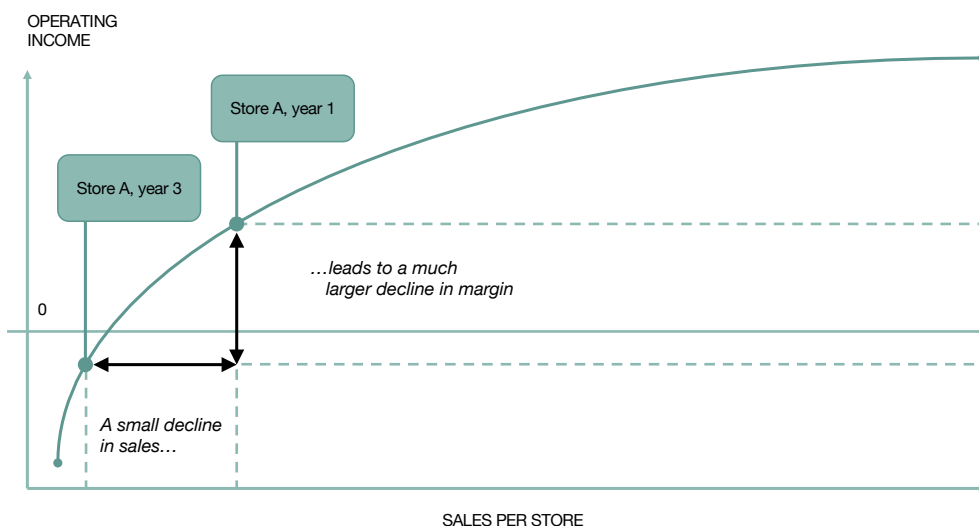 OPERATING
INCOME
Store A, year 1
Store A, year 3
…leads to a much
larger decline in margin
0
A small decline
in sales…
SALES PER STORE